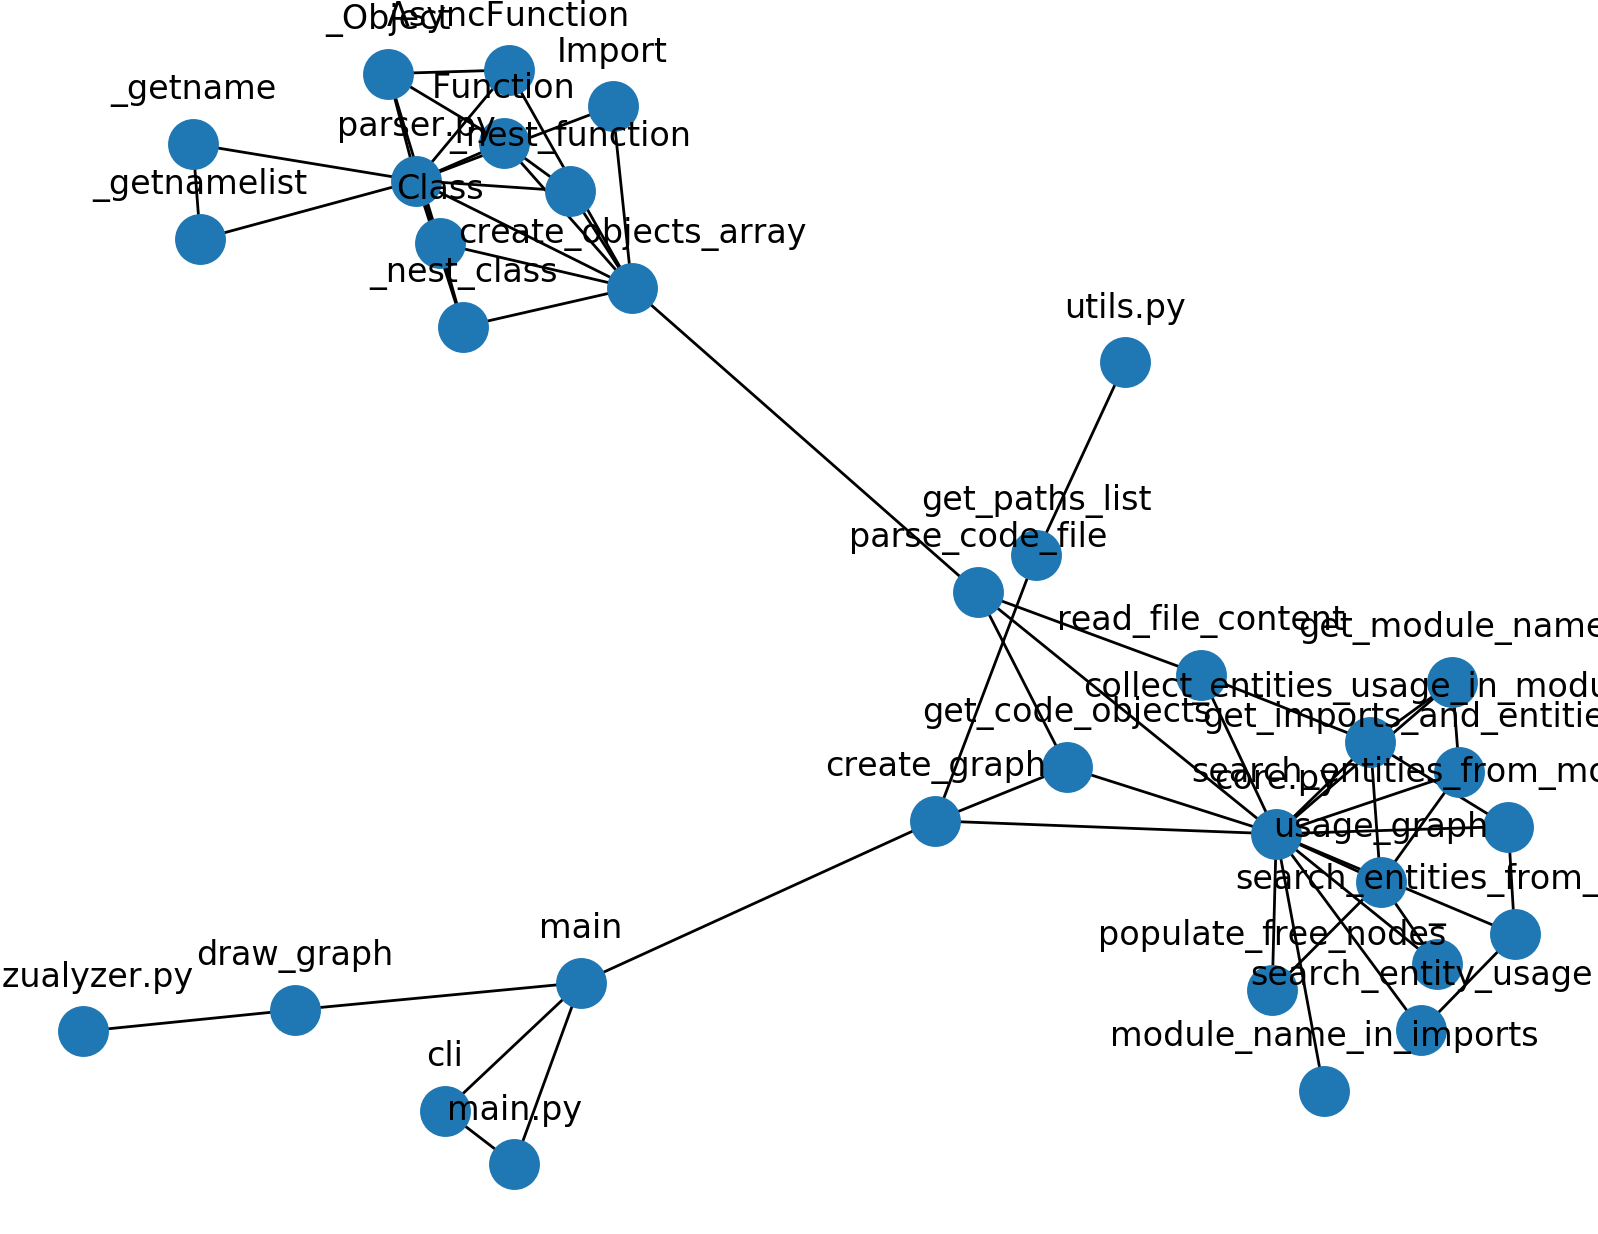 _Object
AsyncFunction
Import
_getname
Function
parser.py
_nest_function
_getnamelist
Class
create_objects_array
_nest_class
utils.py
get_paths_list
parse_code_file
read_file_content
get_module_name
collect_entities_usage_in_modu
get_code_objects
get_imports_and_entitie
create_graph
search_entities_from_mo
core.py
usage_graph
search_entities_from_
main
populate_free_nodes
_
draw_graph
zualyzer.py
search_entity_usage
cli
module_name_in_imports
main.py